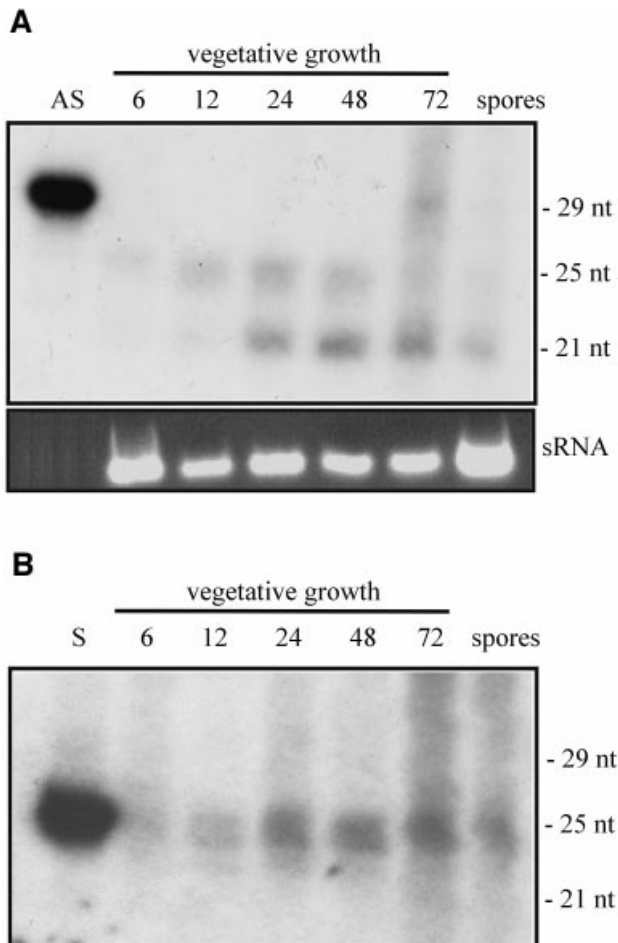 A
vegetative growth
AS 6 12 24 48 72 spores
- 29 nt
- 25 nt
- 21 nt
sRNA
B
vegetative growth
S 6 12 24 48 72 spores
- 29 nt
- 25 nt
- 21 nt